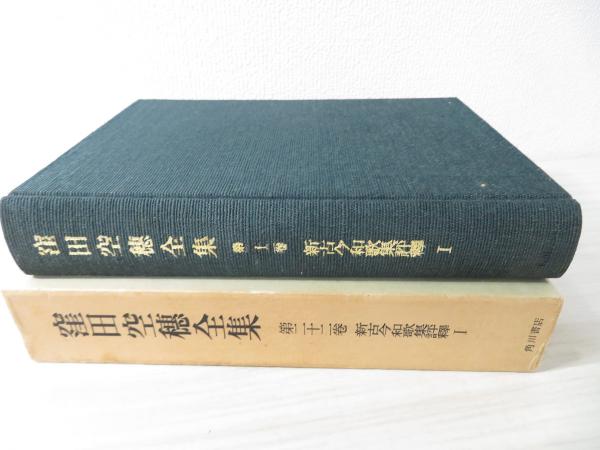 窪田空穂全集 第二十二卷 新古今和歌集評釋 I
窪田空穂全集 第二十二卷 新古今和歌集評釋 I 角川書店